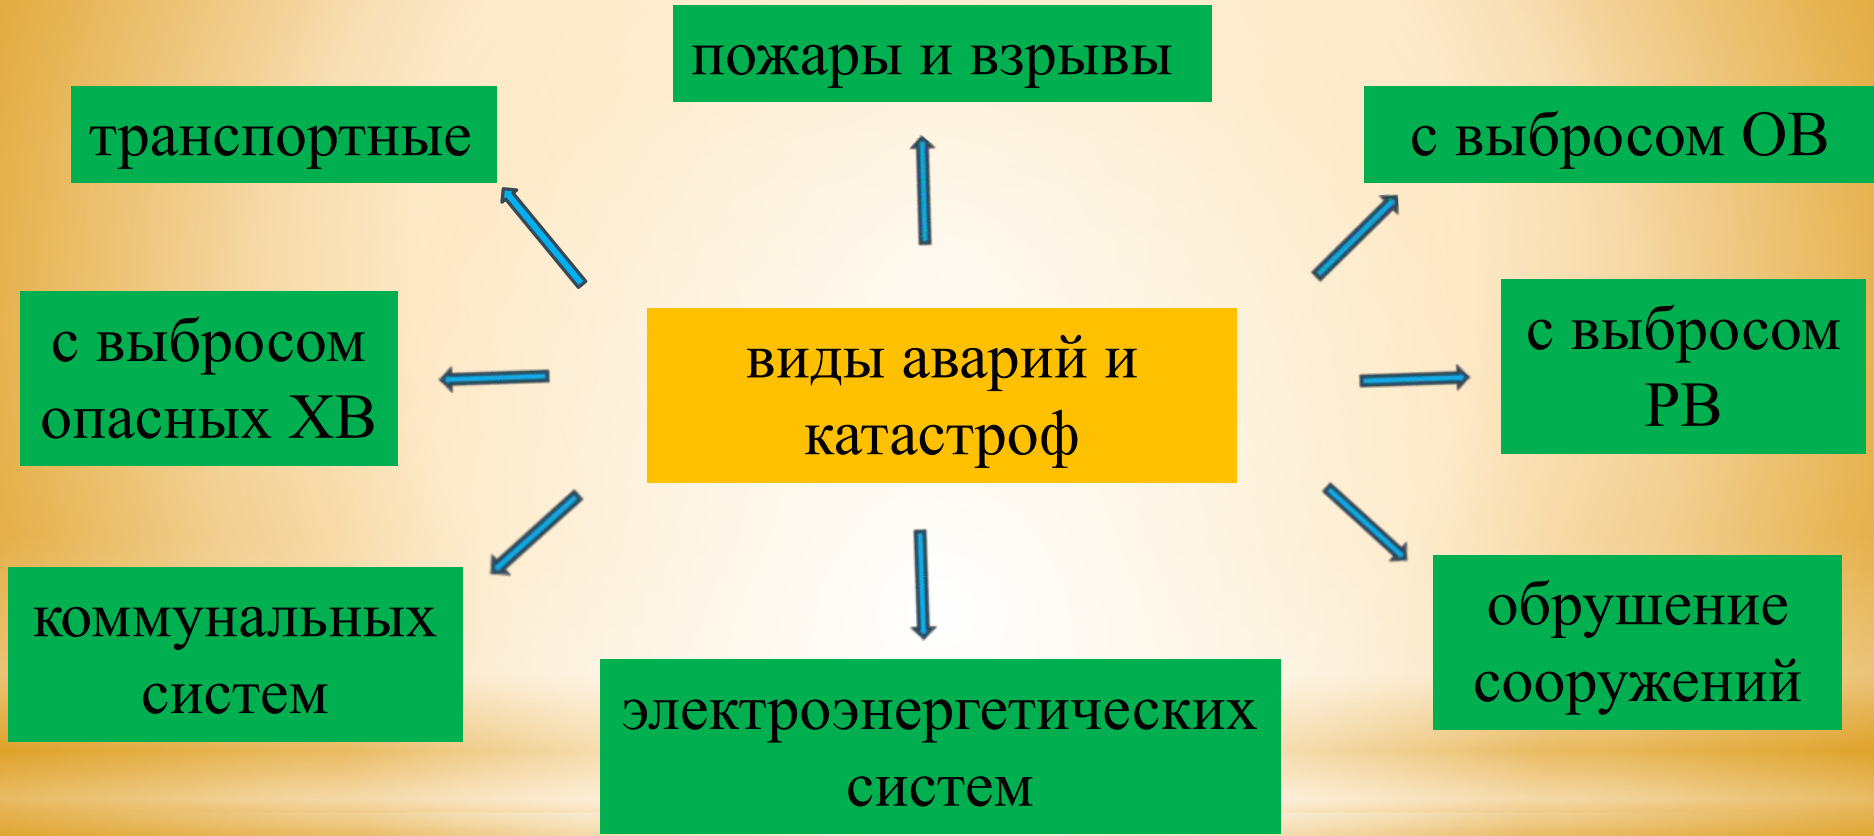 пожары и взрывы
транспортные
с выбросом ОВ
с выбросом
опасных ХВ
виды аварий и
катастроф
с выбросом
РВ
коммунальных
систем
электроэнергетических
систем
обрушение
сооружений